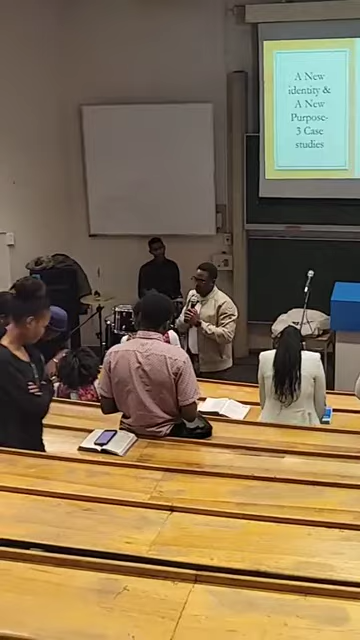 A New
identity &
A New
Purpose-
3 Case
studies